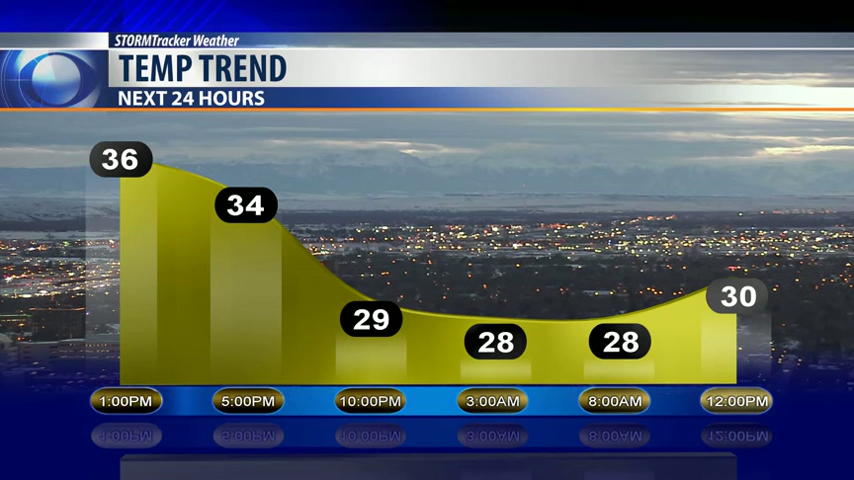 STORMTracker Weather
TEMP TREND
NEXT 24 HOURS
36
34
29
28
28
30
1:00PM
5:00PM
10:00PM
3:00AM
8:00AM
12:00PM